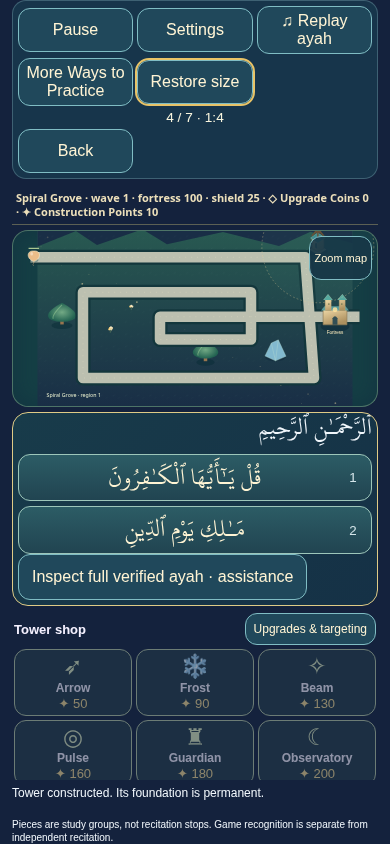 Pause
Settings
♫ Replay ayah
More Ways to Practice
Restore size
4 / 7 · 1:4
Back
Spiral Grove · wave 1 · fortress 100 · shield 25 · ◇ Upgrade Coins 0
· ✦ Construction Points 10
Zoom map
Fortress
Spiral Grove · region 1
ٱلرَّحْمَـٰنِ ٱلرَّحِيمِ
قُلْ يَـٰٓأَيُّهَا ٱلْكَـٰفِرُونَ 1
مَـٰلِكِ يَوْمِ ٱلدِّينِ 2
Inspect full verified ayah · assistance
Tower shop
Upgrades & targeting
Arrow
✦ 50
Frost
✦ 90
Beam
✦ 130
Pulse
✦ 160
Guardian
✦ 180
Observatory
✦ 200
Tower constructed. Its foundation is permanent.
Pieces are study groups, not recitation stops. Game recognition is separate from
independent recitation.